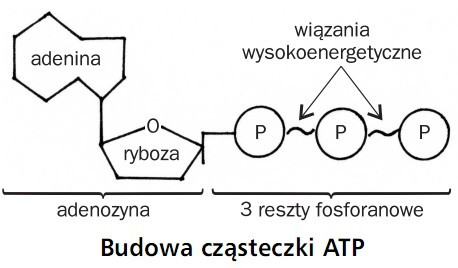 wiązania
wysokoenergetyczne
adenina
O
ryboza
P
P
P
adenozyna
3 reszty fosforanowe
Budowa cząsteczki ATP